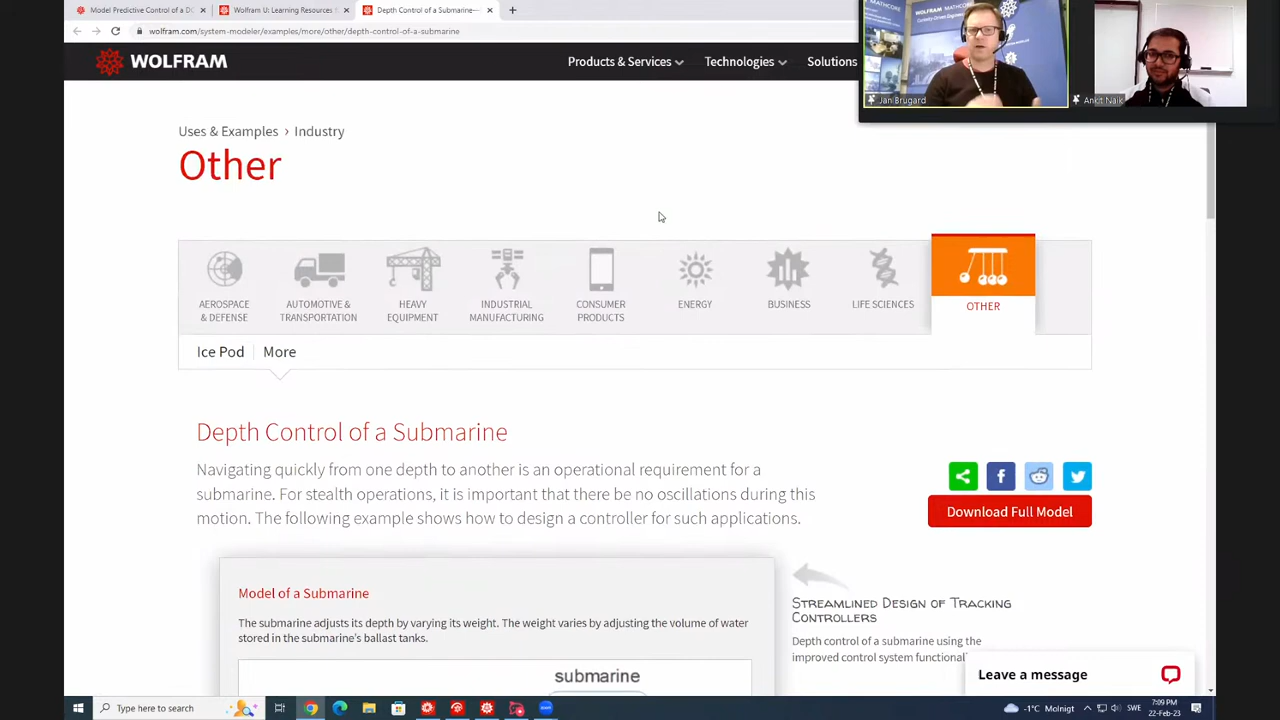 Model Predictive Control of a DC
Wolfram U: Learning Resources f
Depth Control of a Submarine—
wolfram.com/system-modeler/examples/more/other/depth-control-of-a-submarine
WOLFRAM
Products & Services
Technologies
Solutions
WOLFRAM MATHCORE
Jan Brugard
Ankit Naik
Uses & Examples › Industry
Other
AEROSPACE
& DEFENSE
AUTOMOTIVE &
TRANSPORTATION
HEAVY
EQUIPMENT
INDUSTRIAL
MANUFACTURING
CONSUMER
PRODUCTS
ENERGY
BUSINESS
LIFE SCIENCES
OTHER
Ice Pod
More
Depth Control of a Submarine
Navigating quickly from one depth to another is an operational requirement for a
submarine. For stealth operations, it is important that there be no oscillations during this
motion. The following example shows how to design a controller for such applications.
Download Full Model
Model of a Submarine
The submarine adjusts its depth by varying its weight. The weight varies by adjusting the volume of water
stored in the submarine's ballast tanks.
submarine
STREAMLINED DESIGN OF TRACKING
CONTROLLERS
Depth control of a submarine using the
improved control system functional
Leave a message
Type here to search
-1°C Molnigt
SWE
7:09 PM
22-Feb-23